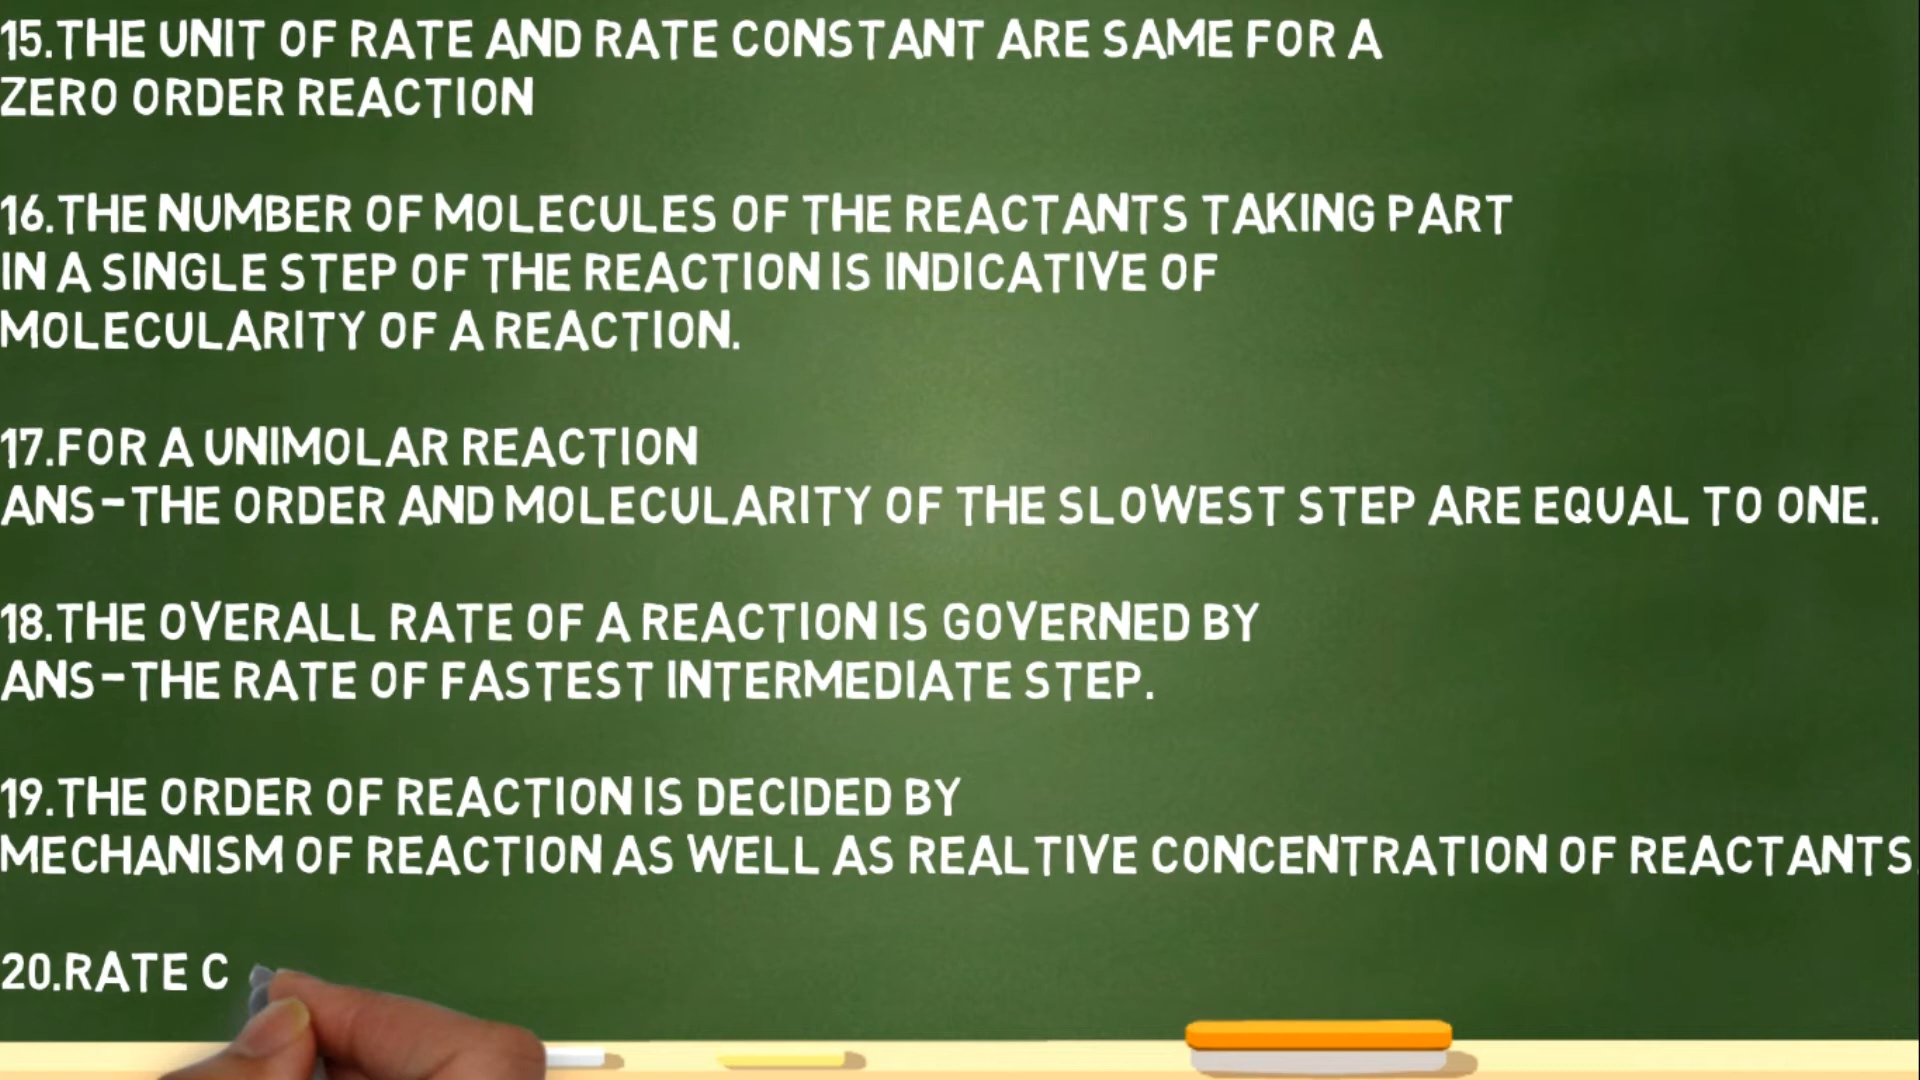 15.THE UNIT OF RATE AND RATE CONSTANT ARE SAME FOR A
ZERO ORDER REACTION
16.THE NUMBER OF MOLECULES OF THE REACTANTS TAKING PART
IN A SINGLE STEP OF THE REACTION IS INDICATIVE OF
MOLECULARITY OF A REACTION.
17.FOR A UNIMOLAR REACTION
ANS-THE ORDER AND MOLECULARITY OF THE SLOWEST STEP ARE EQUAL TO ONE.
18.THE OVERALL RATE OF A REACTION IS GOVERNED BY
ANS-THE RATE OF FASTEST INTERMEDIATE STEP.
19.THE ORDER OF REACTION IS DECIDED BY
MECHANISM OF REACTION AS WELL AS REALTIVE CONCENTRATION OF REACTANTS.
20.RATE C